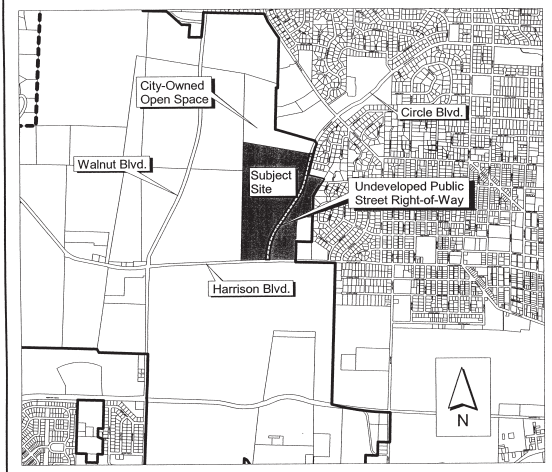 City-Owned
Open Space
Circle Blvd.
Walnut Blvd.
Subject
Site
Undeveloped Public
Street Right-of-Way
Harrison Blvd.
N